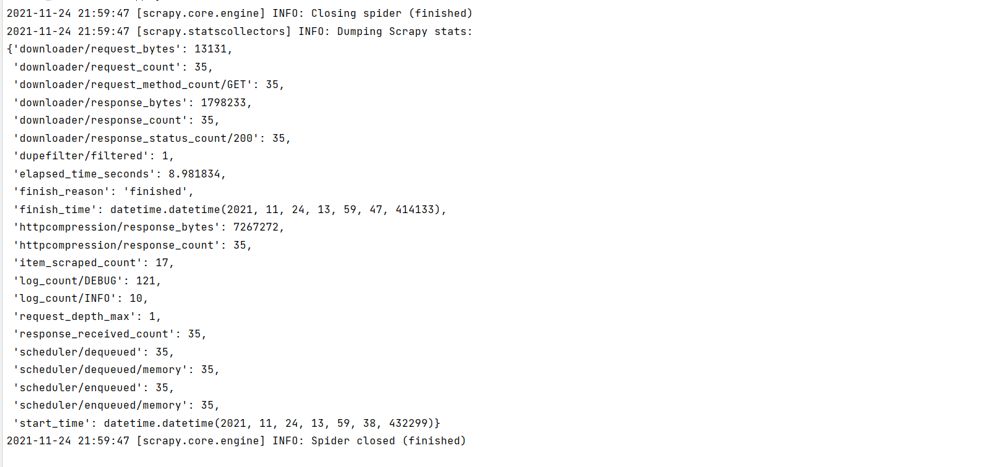 2021-11-24 21:59:47 [scrapy.core.engine] INFO: Closing spider (finished)
2021-11-24 21:59:47 [scrapy.statscollectors] INFO: Dumping Scrapy stats:
{'downloader/request_bytes': 13131,
 'downloader/request_count': 35,
 'downloader/request_method_count/GET': 35,
 'downloader/response_bytes': 1798233,
 'downloader/response_count': 35,
 'downloader/response_status_count/200': 35,
 'dupefilter/filtered': 1,
 'elapsed_time_seconds': 8.981834,
 'finish_reason': 'finished',
 'finish_time': datetime.datetime(2021, 11, 24, 13, 59, 47, 414133),
 'httpcompression/response_bytes': 7267272,
 'httpcompression/response_count': 35,
 'item_scraped_count': 17,
 'log_count/DEBUG': 121,
 'log_count/INFO': 10,
 'request_depth_max': 1,
 'response_received_count': 35,
 'scheduler/dequeued': 35,
 'scheduler/dequeued/memory': 35,
 'scheduler/enqueued': 35,
 'scheduler/enqueued/memory': 35,
 'start_time': datetime.datetime(2021, 11, 24, 13, 59, 38, 432299)}
2021-11-24 21:59:47 [scrapy.core.engine] INFO: Spider closed (finished)